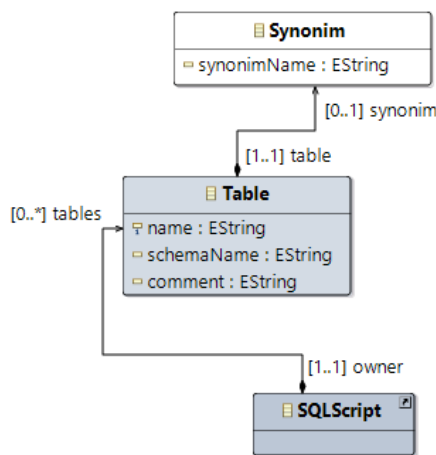 Synonim
synonimName : EString
[0..1] synonim
[1..1] table
Table
[0..*] tables
name : EString
schemaName : EString
comment : EString
[1..1] owner
SQLScript